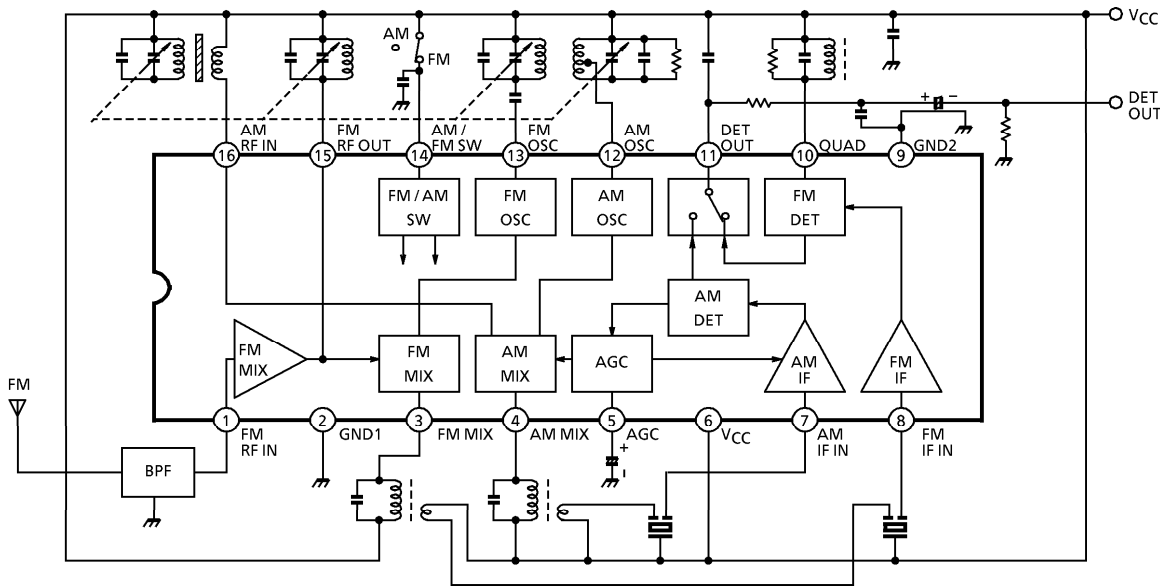 AM
FM
VCC
DET
OUT
AM
RF IN
FM
RF OUT
AM /
FM SW
FM
OSC
AM
OSC
DET
OUT
QUAD
GND2
16
15
14
13
12
11
10
9
FM / AM
SW
FM
OSC
AM
OSC
FM
DET
AM
DET
FM
MIX
FM
MIX
AM
MIX
AGC
AM
IF
FM
IF
FM
1
2
3
4
5
6
7
8
FM
RF IN
GND1
FM MIX
AM MIX
AGC
VCC
AM
IF IN
FM
IF IN
BPF